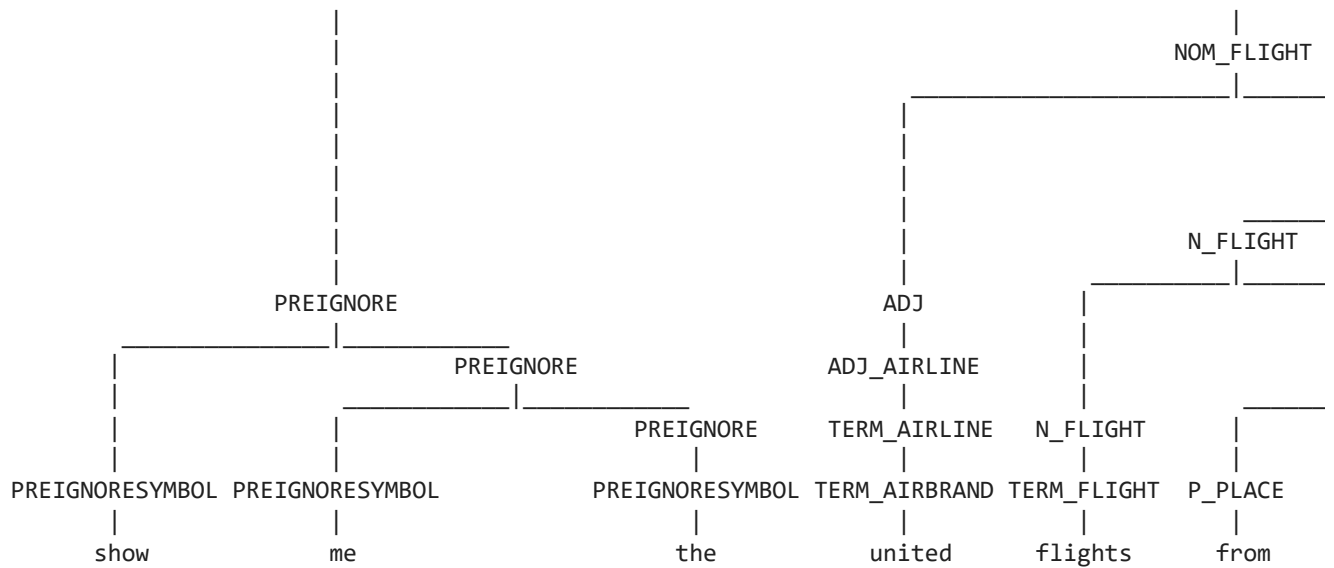 NOM_FLIGHT
N_FLIGHT
PREIGNORE ADJ
PREIGNORE ADJ_AIRLINE
PREIGNORE TERM_AIRLINE N_FLIGHT
PREIGNORESYMBOL PREIGNORESYMBOL PREIGNORESYMBOL TERM_AIRBRAND TERM_FLIGHT P_PLACE
show me the united flights from